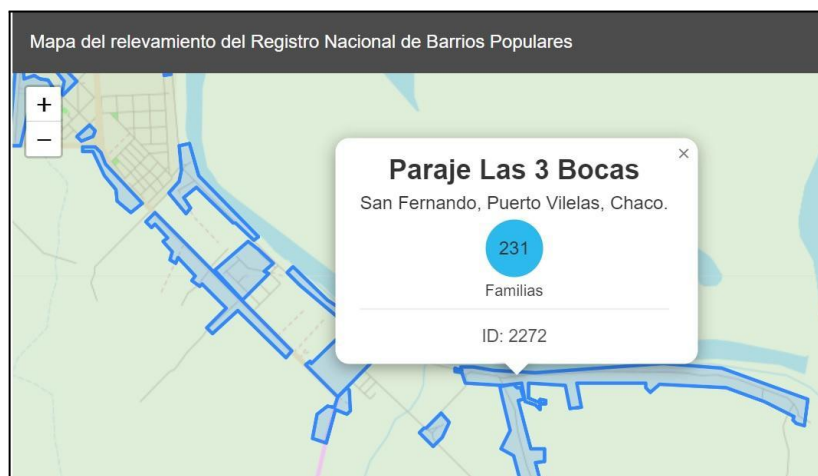 Mapa del relevamiento del Registro Nacional de Barrios Populares
+
−
×
Paraje Las 3 Bocas
San Fernando, Puerto Vilelas, Chaco.
231
Familias
ID: 2272